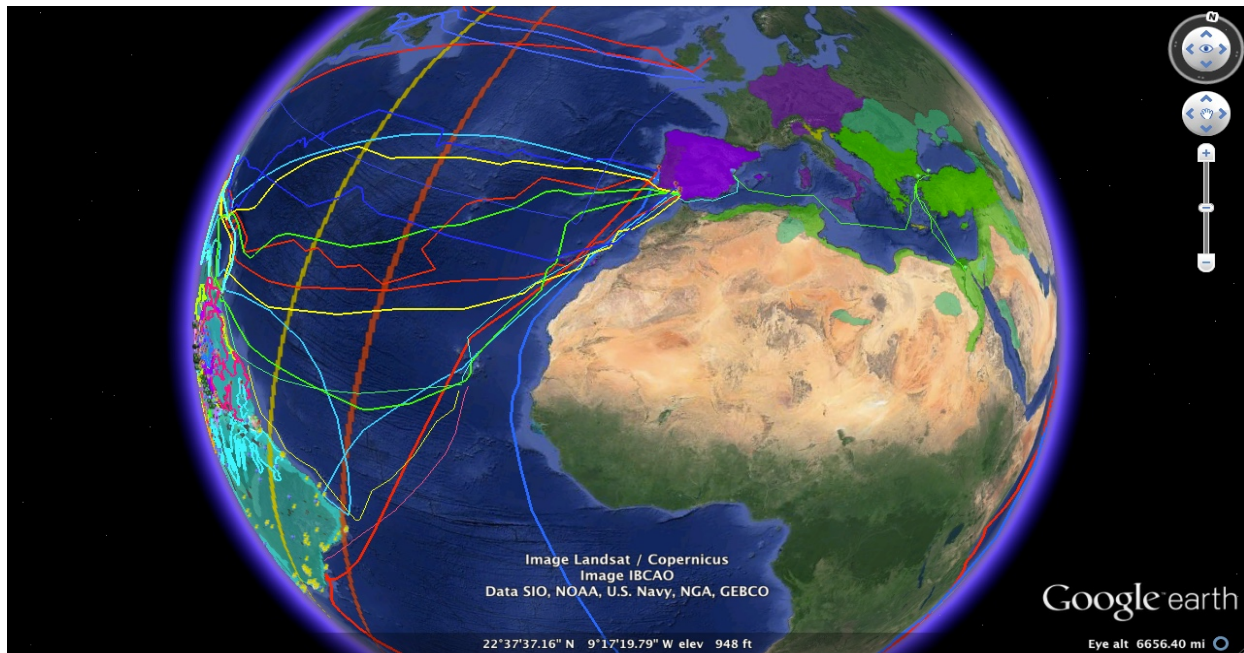 N
Image Landsat / Copernicus
Image IBCAO
Data SIO, NOAA, U.S. Navy, NGA, GEBCO
Google earth
22°37'37.16" N 9°17'19.79" W elev 948 ft
Eye alt 6656.40 mi